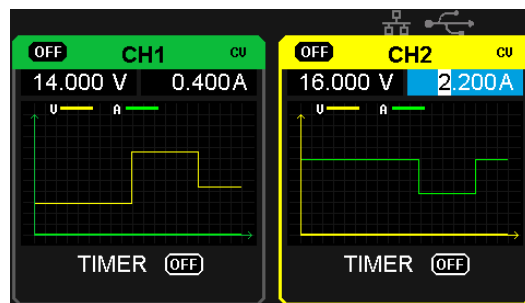 OFF CH1 CV
14.000 V 0.400A
V A
TIMER OFF
OFF CH2 CV
16.000 V 2.200A
V A
TIMER OFF